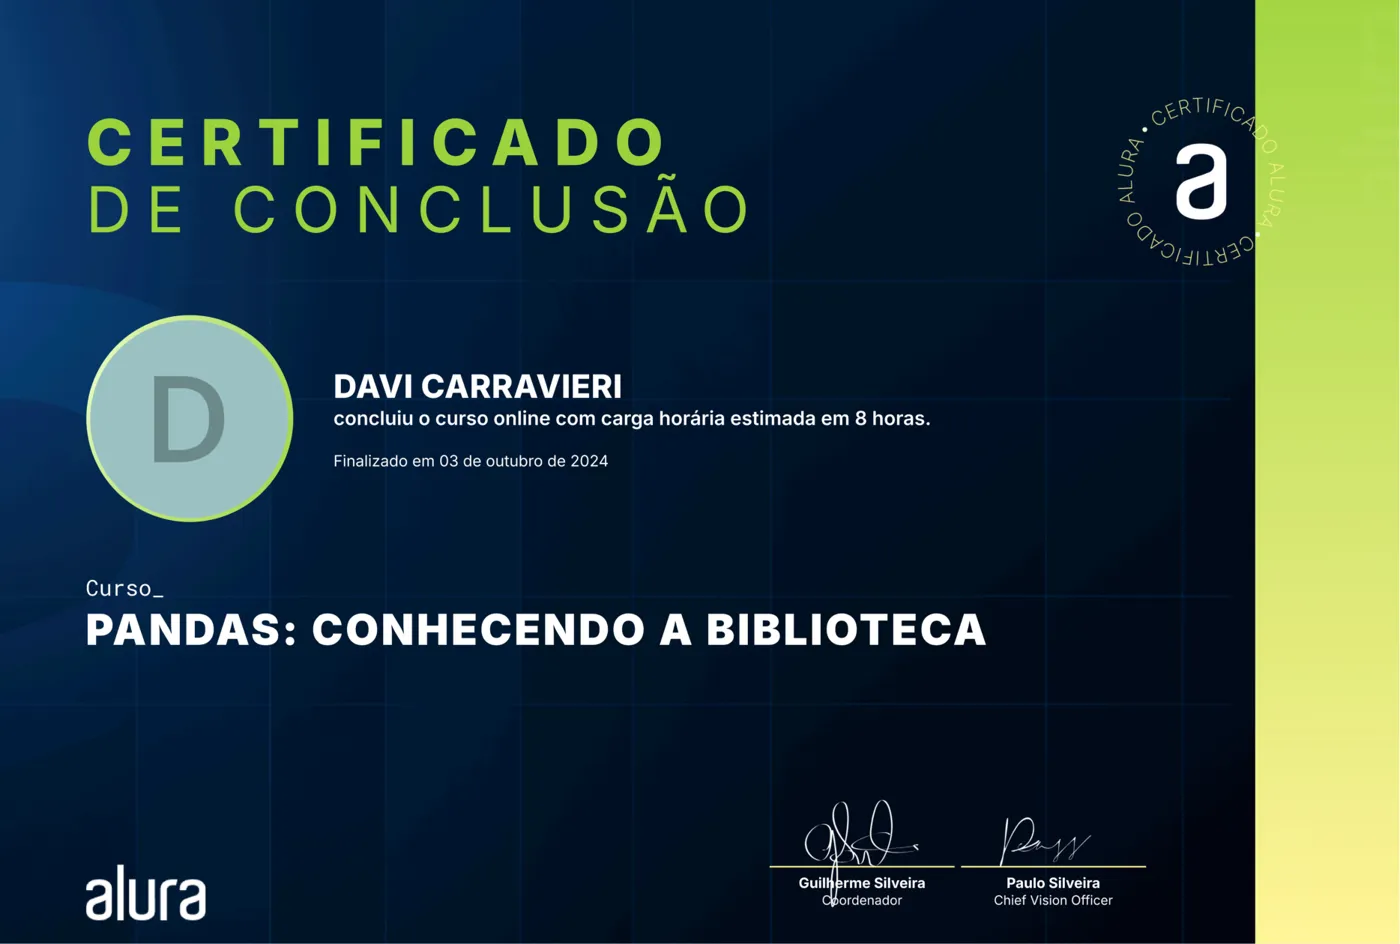 CERTIFICADO
DE CONCLUSÃO
CERTIFICADO ALURA • CERTIFICADO ALURA •
a
D
DAVI CARRAVIERI
concluiu o curso online com carga horária estimada em 8 horas.
Finalizado em 03 de outubro de 2024
Curso_
PANDAS: CONHECENDO A BIBLIOTECA
alura
Guilherme Silveira
Coordenador
Paulo Silveira
Chief Vision Officer